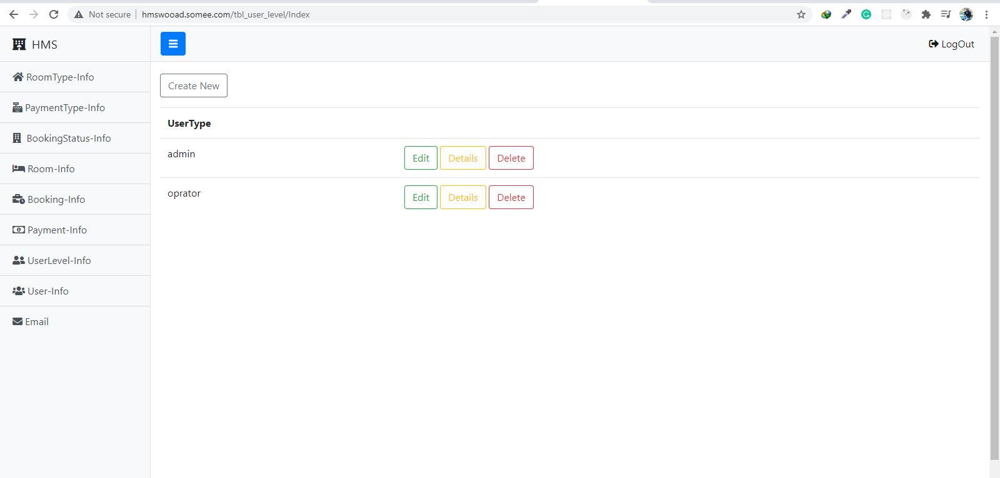 Not secure | hmswooad.somee.com/tbl_user_level/Index
HMS
LogOut
RoomType-Info
PaymentType-Info
BookingStatus-Info
Room-Info
Booking-Info
Payment-Info
UserLevel-Info
User-Info
Email
Create New
UserType
admin Edit Details Delete
oprator Edit Details Delete